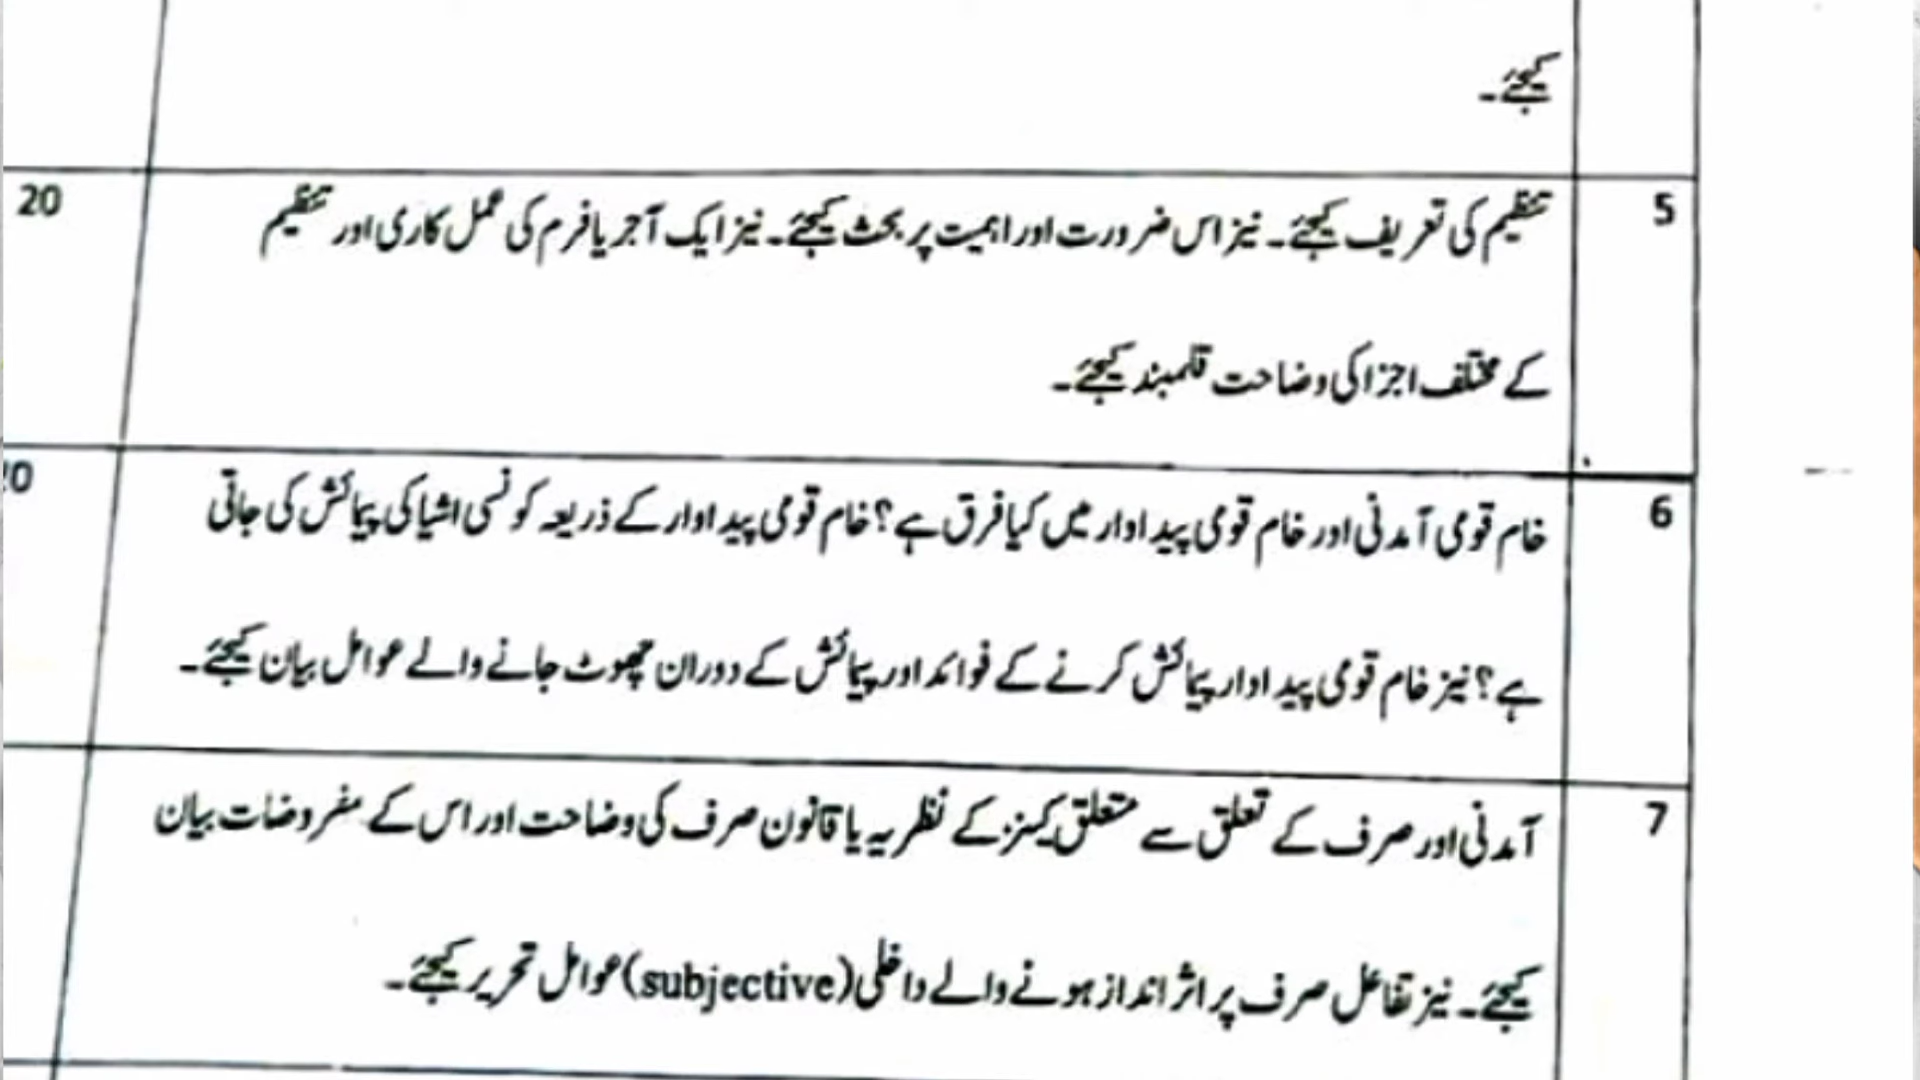 کیجئے۔
5 تنظیم کی تعریف کیجئے۔ نیز اس ضرورت اور اہمیت پر بحث کیجئے۔ نیز ایک آجر یا فرم کی عمل کاری اور تنظیم 20
کے مختلف اجزا کی وضاحت قلمبند کیجئے۔
6 خام قومی آمدنی اور خام قومی پیداوار میں کیا فرق ہے؟ خام قومی پیداوار کے ذریعہ کونسی اشیا کی پیمائش کی جاتی 20
ہے؟ نیز خام قومی پیداوار پیمائش کرنے کے فوائد اور پیمائش کے دوران چھوٹ جانے والے عوامل بیان کیجئے۔
7 آمدنی اور صرف کے تعلق سے متعلق کینز کے نظریہ یا قانون صرف کی وضاحت اور اس کے مفروضات بیان
کیجئے۔ نیز تفاعل صرف پر اثر انداز ہونے والے داخلی (subjective) عوامل تحریر کیجئے۔